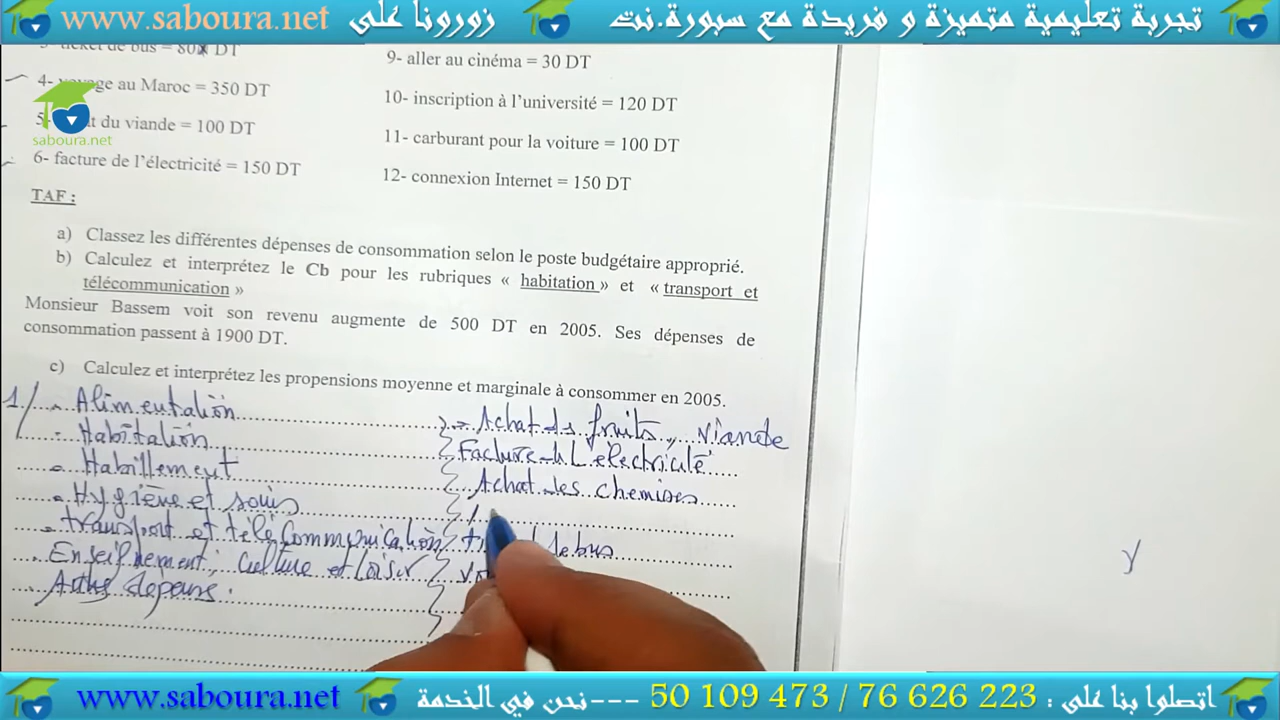 www.saboura.net زورونا على تجربة تعليمية متميزة و فريدة مع سبورة.نت
ticket de bus = 80 DT
4- voyage au Maroc = 350 DT
du viande = 100 DT
6- facture de l'électricité = 150 DT
9- aller au cinéma = 30 DT
10- inscription à l'université = 120 DT
11- carburant pour la voiture = 100 DT
12- connexion Internet = 150 DT
saboura.net
TAF :
a) Classez les différentes dépenses de consommation selon le poste budgétaire approprié.
b) Calculez et interprétez le Cb pour les rubriques « habitation » et « transport et
télécommunication »
Monsieur Bassem voit son revenu augmente de 500 DT en 2005. Ses dépenses de
consommation passent à 1900 DT.
c) Calculez et interprétez les propensions moyenne et marginale à consommer en 2005.
1/ - Alimentation
- Habitation
- Habillement
- Hygiène et soins
- transport et télécommunication
- Enseignement, Culture et Loisir
- Autres dépens.
- Achat des fruits, viande
Facture de L'électricité
Achat des chemises
de bus
www.saboura.net اتصلوا بنا على : 50 109 473 / 76 626 223 ---نحن في الخدمة